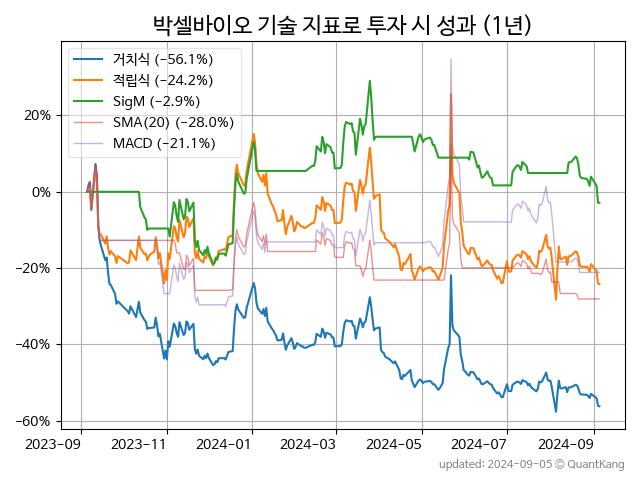 박셀바이오 기술 지표로 투자 시 성과 (1년)
거치식 (−56.1%)
적립식 (−24.2%)
SigM (−2.9%)
SMA(20) (−28.0%)
MACD (−21.1%)
20%
0%
−20%
−40%
−60%
2023-09 2023-11 2024-01 2024-03 2024-05 2024-07 2024-09
updated: 2024-09-05 © QuantKang